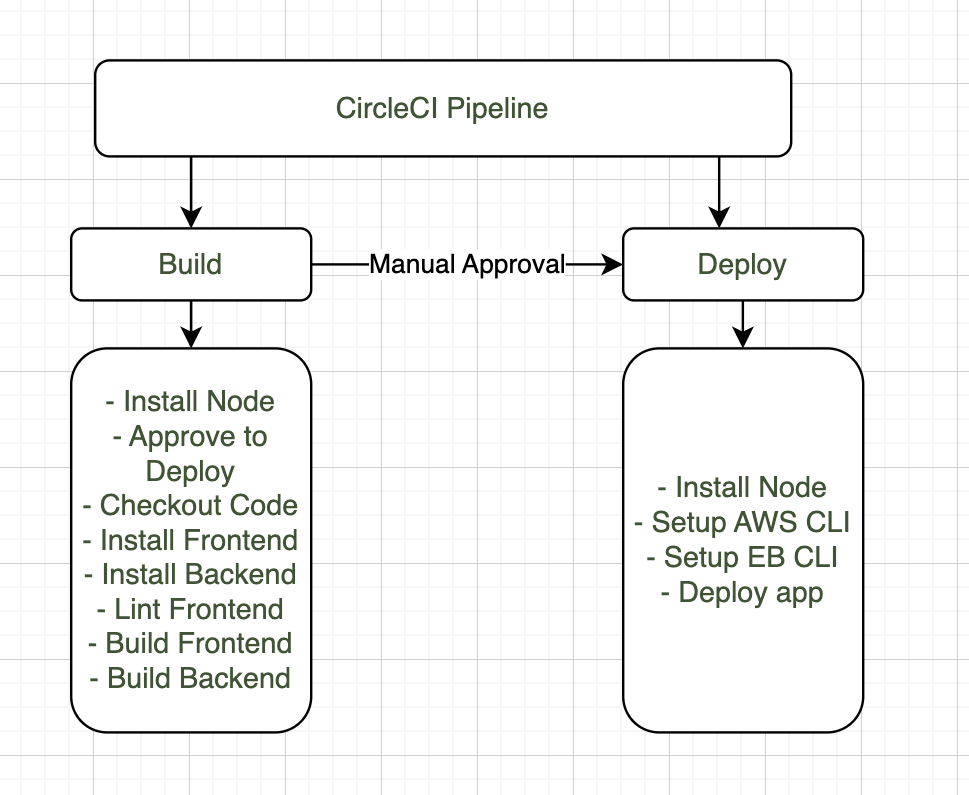 CircleCI Pipeline
Build
Manual Approval
Deploy
- Install Node
- Approve to
Deploy
- Checkout Code
- Install Frontend
- Install Backend
- Lint Frontend
- Build Frontend
- Build Backend
- Install Node
- Setup AWS CLI
- Setup EB CLI
- Deploy app